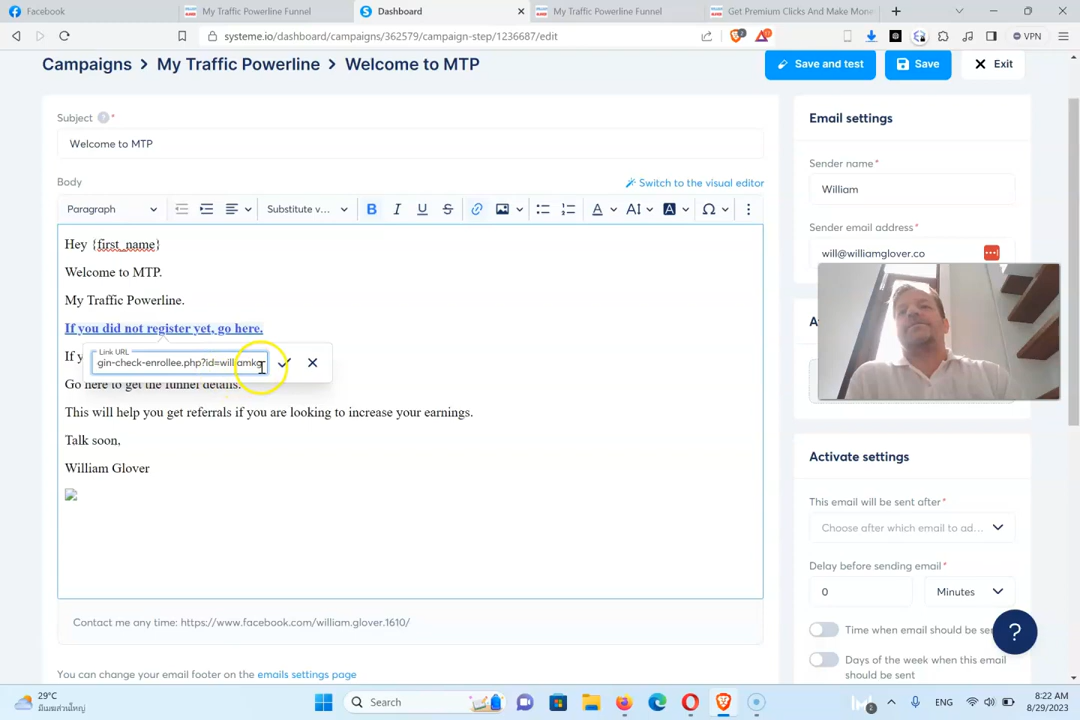 Facebook
My Traffic Powerline Funnel
Dashboard
My Traffic Powerline Funnel
Get Premium Clicks And Make Mone
systeme.io/dashboard/campaigns/362579/campaign-step/1236687/edit
VPN
Campaigns > My Traffic Powerline > Welcome to MTP
Save and test
Save
Exit
Subject *
Welcome to MTP
Body
Switch to the visual editor
Paragraph
Substitute v...
Hey {first_name}
Welcome to MTP.
My Traffic Powerline.
If you did not register yet, go here.
If y
Link URL
gin-check-enrollee.php?id=williamkg
Go here to get the funnel details.
This will help you get referrals if you are looking to increase your earnings.
Talk soon,
William Glover
Contact me any time: https://www.facebook.com/william.glover.1610/
You can change your email footer on the emails settings page
Email settings
Sender name*
William
Sender email address*
will@williamglover.co
A
Activate settings
This email will be sent after*
Choose after which email to ad...
Delay before sending email*
0
Minutes
Time when email should be se
Days of the week when this email
should be sent
29°C
Search
ENG
8:22 AM
8/29/2023